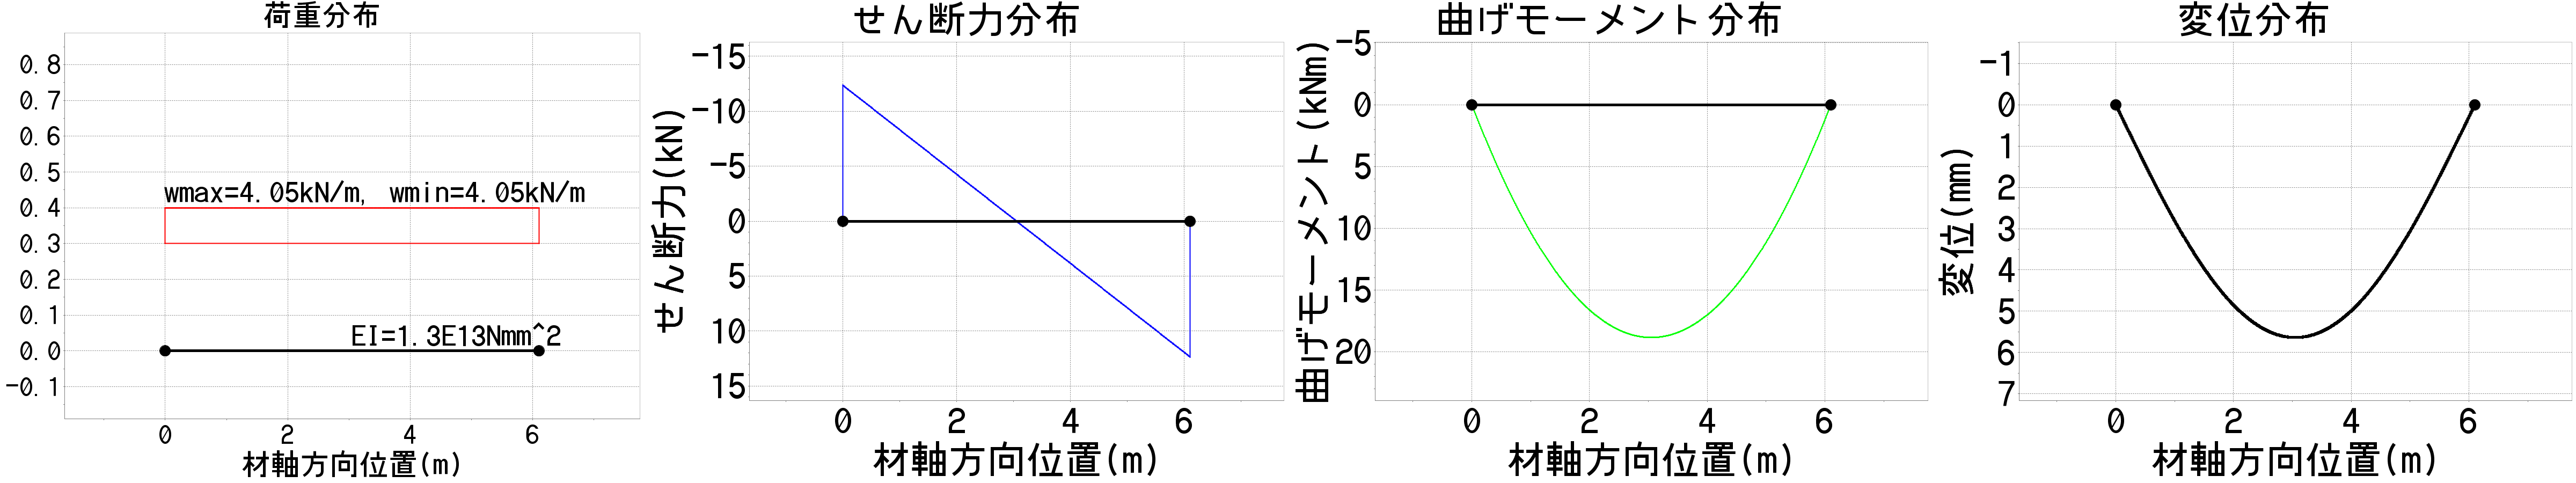 荷重分布
0.8
0.7
0.6
0.5
0.4
0.3
0.2
0.1
0.0
-0.1
wmax=4.05kN/m, wmin=4.05kN/m
EI=1.3E13Nmm^2
0 2 4 6
材軸方向位置(m)
せん断力分布
せん断力(kN)
-15
-10
-5
0
5
10
15
0 2 4 6
材軸方向位置(m)
曲げモーメント分布
曲げモーメント(kNm)
-5
0
5
10
15
20
0 2 4 6
材軸方向位置(m)
変位分布
変位(mm)
-1
0
1
2
3
4
5
6
7
0 2 4 6
材軸方向位置(m)